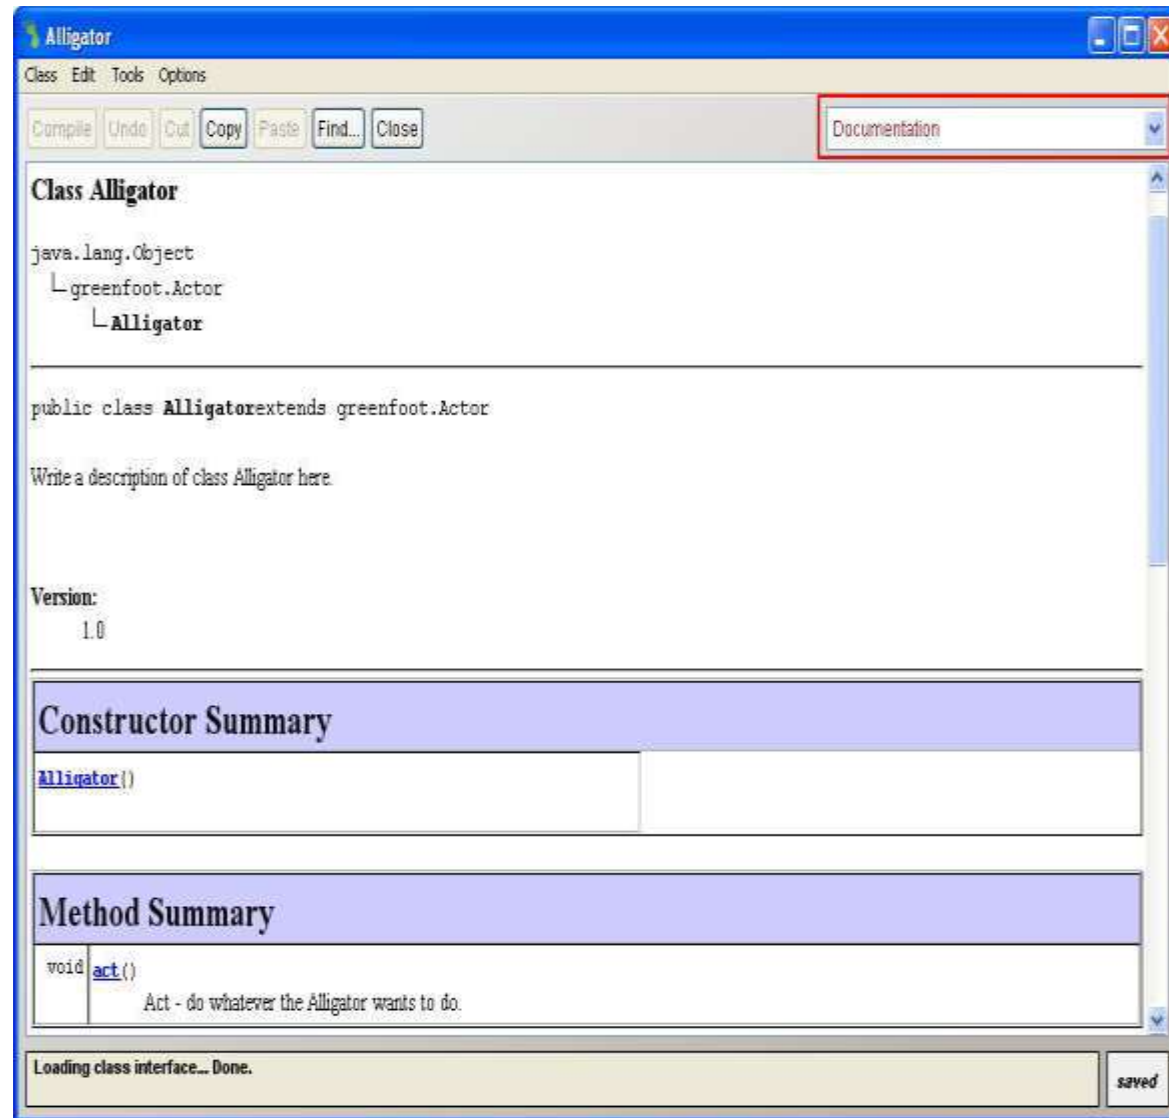 Alligator
Class Edit Tools Options
Compile Undo Cut Copy Paste Find... Close Documentation
Class Alligator
java.lang.Object
greenfoot.Actor
Alligator
public class Alligatorextends greenfoot.Actor
Write a description of class Alligator here.
Version:
1.0
Constructor Summary
Alligator()
Method Summary
void act()
Act - do whatever the Alligator wants to do.
Loading class interface... Done.
saved